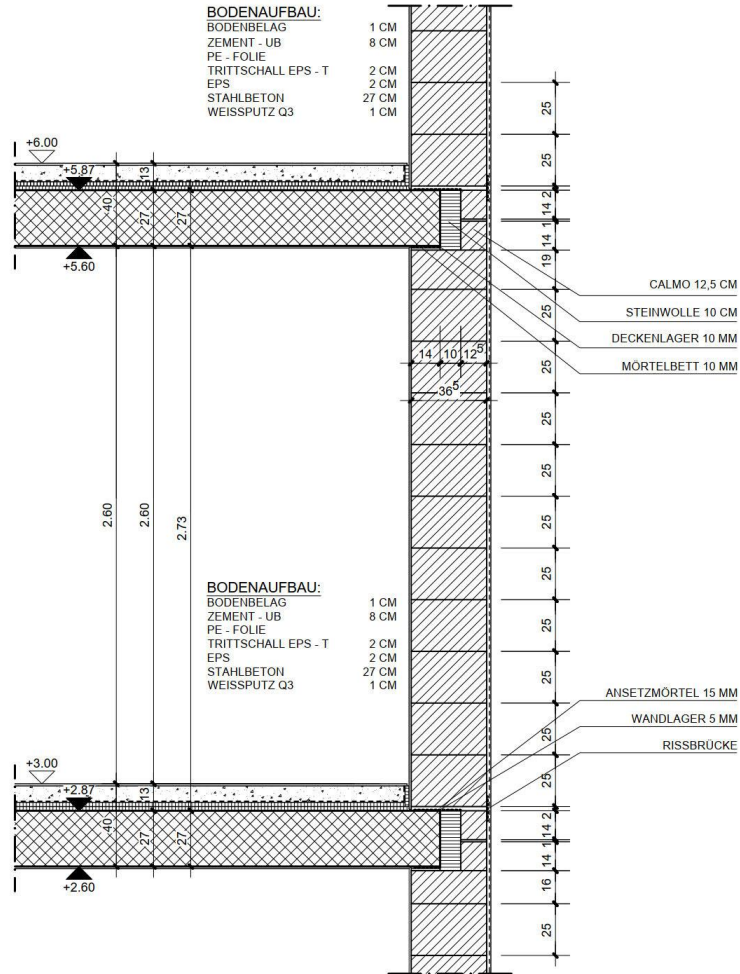 BODENAUFBAU:
BODENBELAG 1 CM
ZEMENT - UB 8 CM
PE - FOLIE
TRITTSCHALL EPS - T 2 CM
EPS 2 CM
STAHLBETON 27 CM
WEISSPUTZ Q3 1 CM
25
25
+6.00
+5.87
13
40
27
27
14 2
14 1
19
+5.60
CALMO 12,5 CM
STEINWOLLE 10 CM
DECKENLAGER 10 MM
MÖRTELBETT 10 MM
25
25
14 10 12⁵
36⁵
25
25
25
2.60
2.60
2.73
25
25
25
BODENAUFBAU:
BODENBELAG 1 CM
ZEMENT - UB 8 CM
PE - FOLIE
TRITTSCHALL EPS - T 2 CM
EPS 2 CM
STAHLBETON 27 CM
WEISSPUTZ Q3 1 CM
25
ANSETZMÖRTEL 15 MM
WANDLAGER 5 MM
RISSBRÜCKE
25
25
+3.00
+2.87
13
40
27
27
14 2
14 1
16
+2.60
25